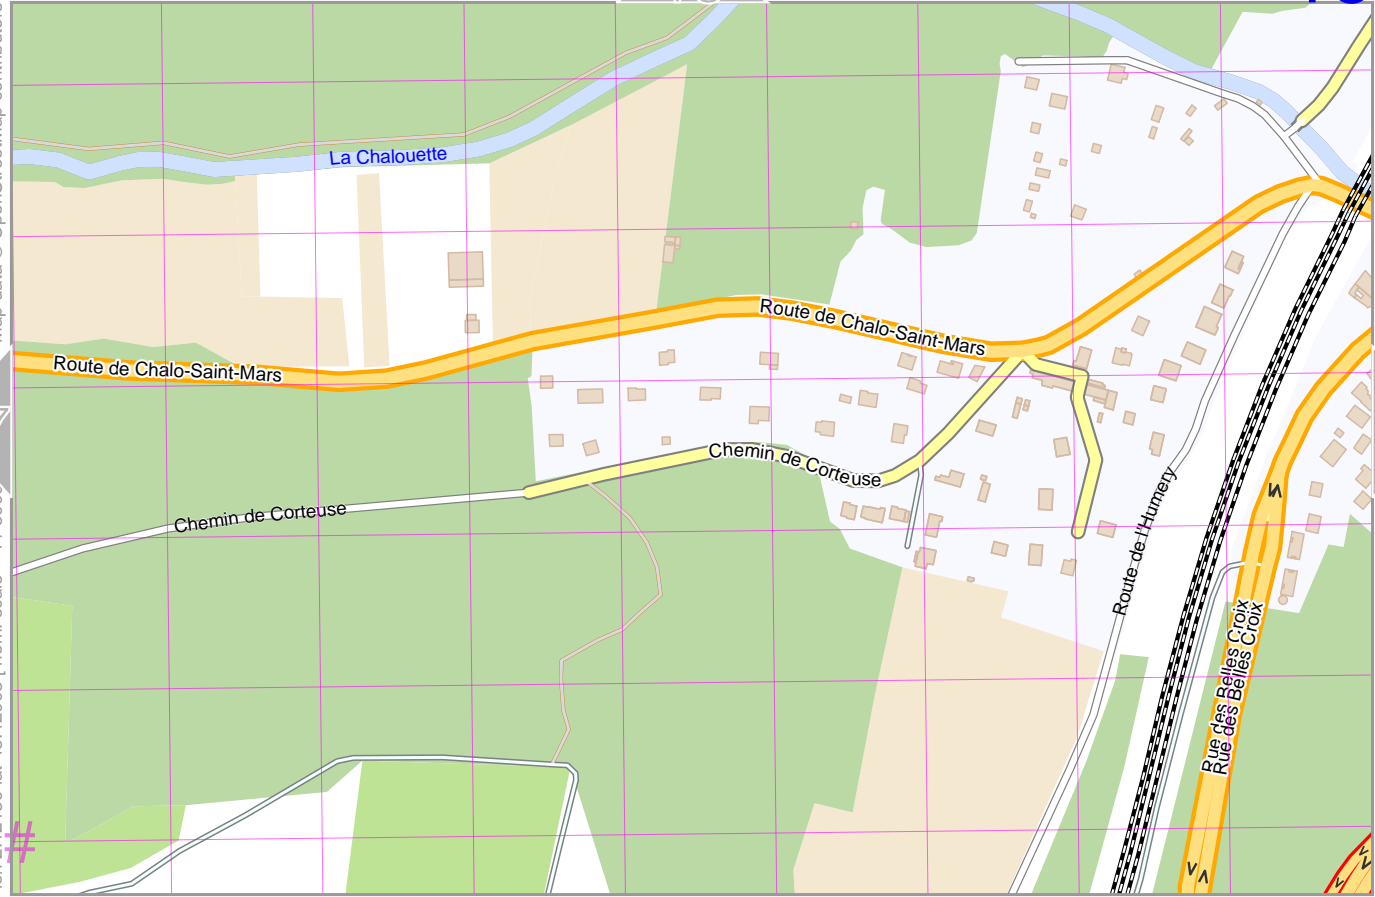 La Chalouette
Route de Chalo-Saint-Mars
Route de Chalo-Saint-Mars
Chemin de Corteuse
Chemin de Corteuse
Route de l'Humery
Rue des Belles Croix
Rue des Belles Croix
#